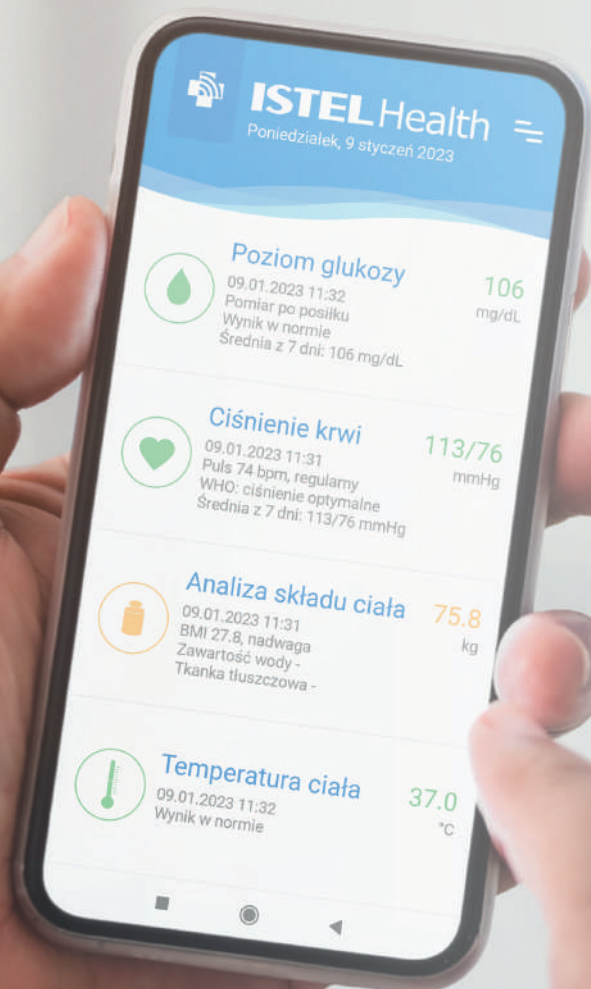 ISTEL Health
Poniedziałek, 9 styczeń 2023
Poziom glukozy
106
mg/dL
09.01.2023 11:32
Pomiar po posiłku
Wynik w normie
Średnia z 7 dni: 106 mg/dL
Ciśnienie krwi
113/76
mmHg
09.01.2023 11:31
Puls 74 bpm, regularny
WHO: ciśnienie optymalne
Średnia z 7 dni: 113/76 mmHg
Analiza składu ciała
75.8
kg
09.01.2023 11:31
BMI 27.8, nadwaga
Zawartość wody -
Tkanka tłuszczowa -
Temperatura ciała
37.0
°C
09.01.2023 11:32
Wynik w normie